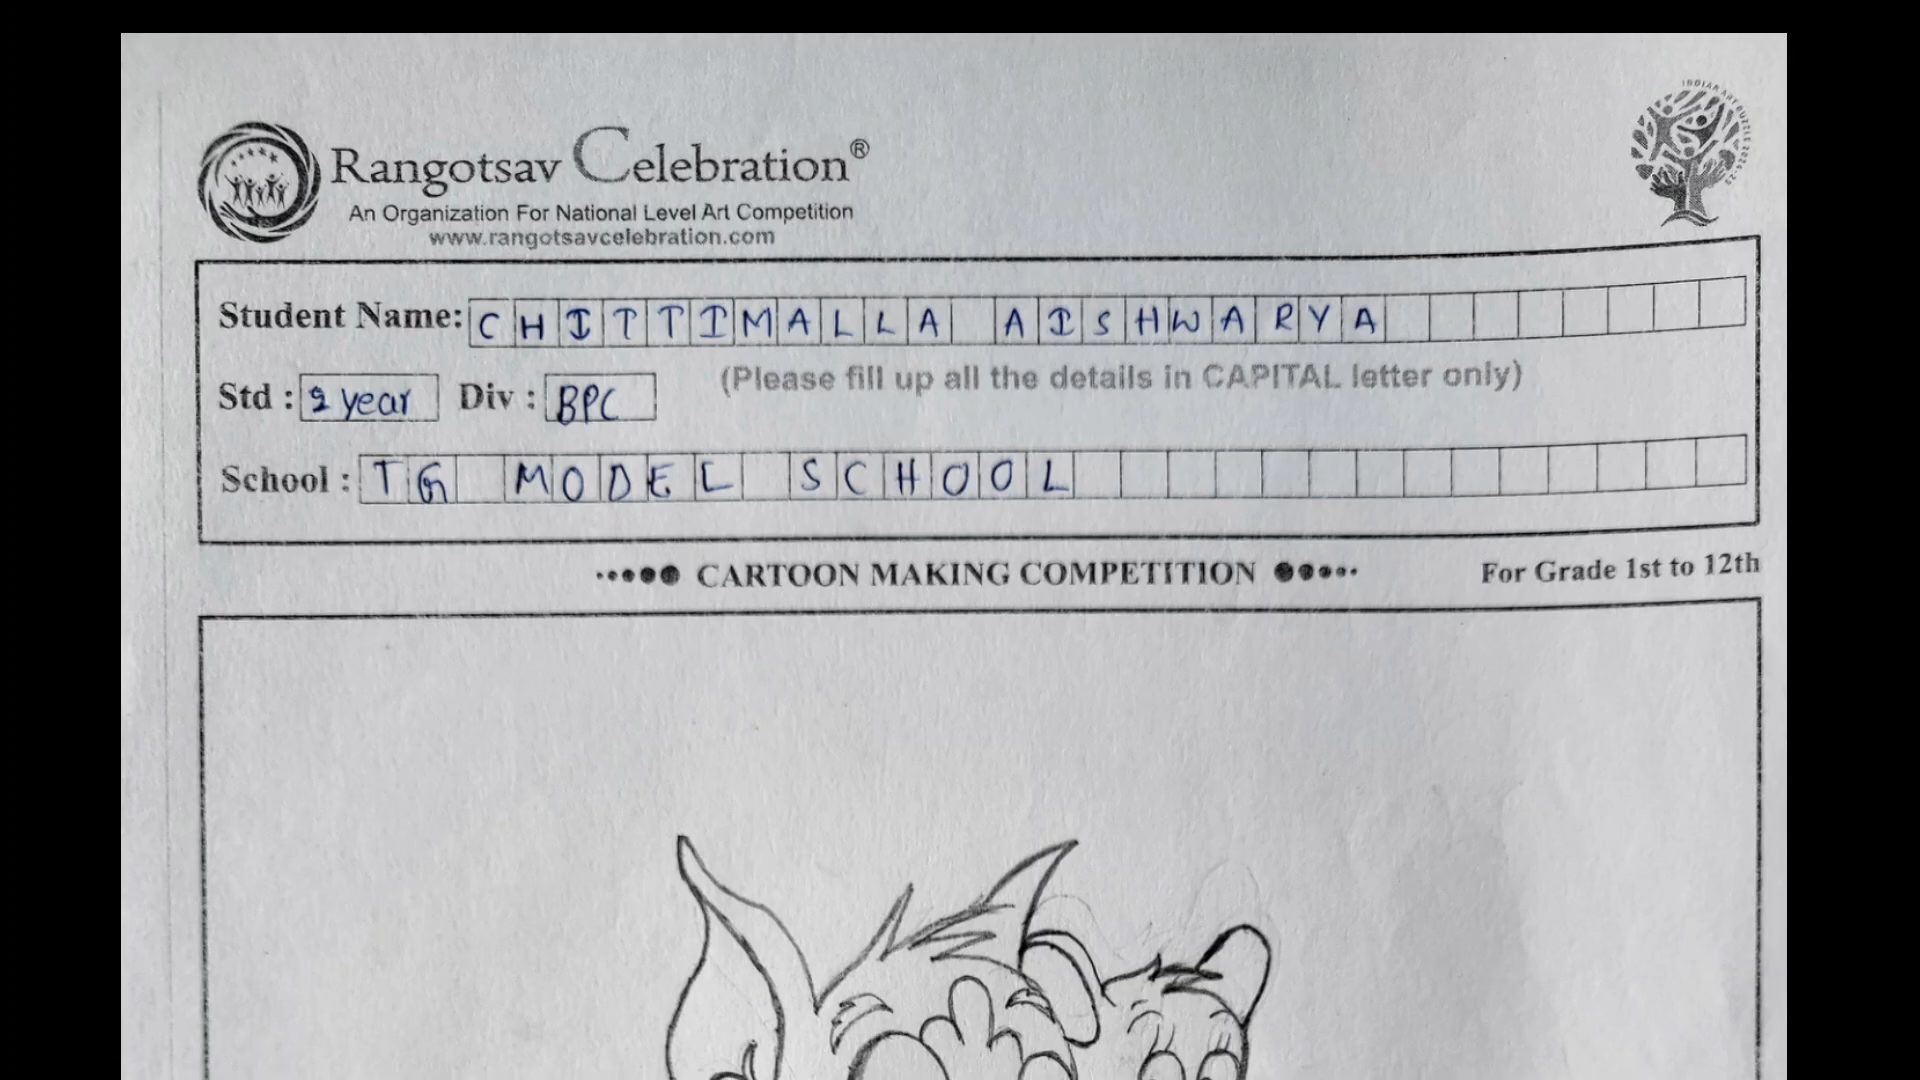 Rangotsav Celebration®
An Organization For National Level Art Competition
www.rangotsavcelebration.com
Student Name: CHITTIMALLA AISHWARYA
Std : 2 year Div : BPC (Please fill up all the details in CAPITAL letter only)
School : TG MODEL SCHOOL
CARTOON MAKING COMPETITION For Grade 1st to 12th